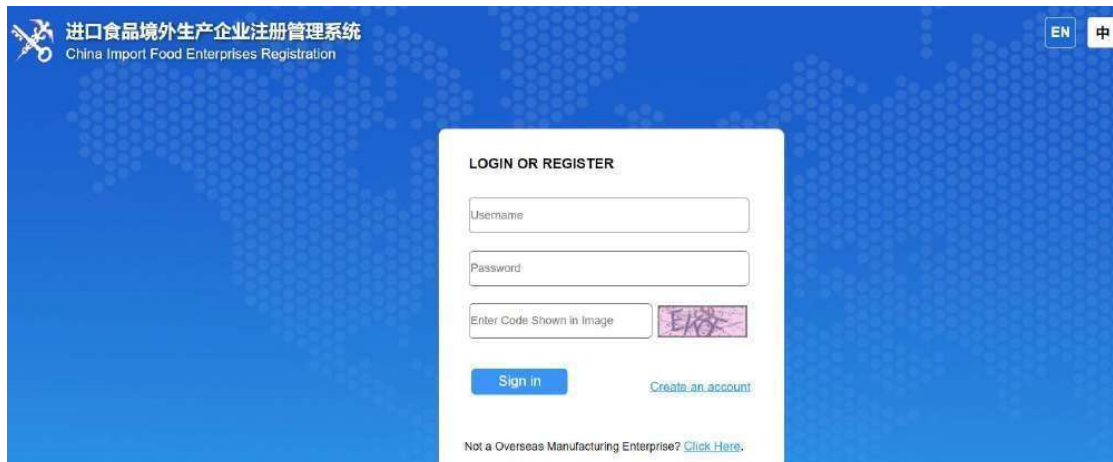 进口食品境外生产企业注册管理系统
China Import Food Enterprises Registration
EN 中
LOGIN OR REGISTER
Username
Password
Enter Code Shown in Image
Sign in
Create an account
Not a Overseas Manufacturing Enterprise? Click Here.